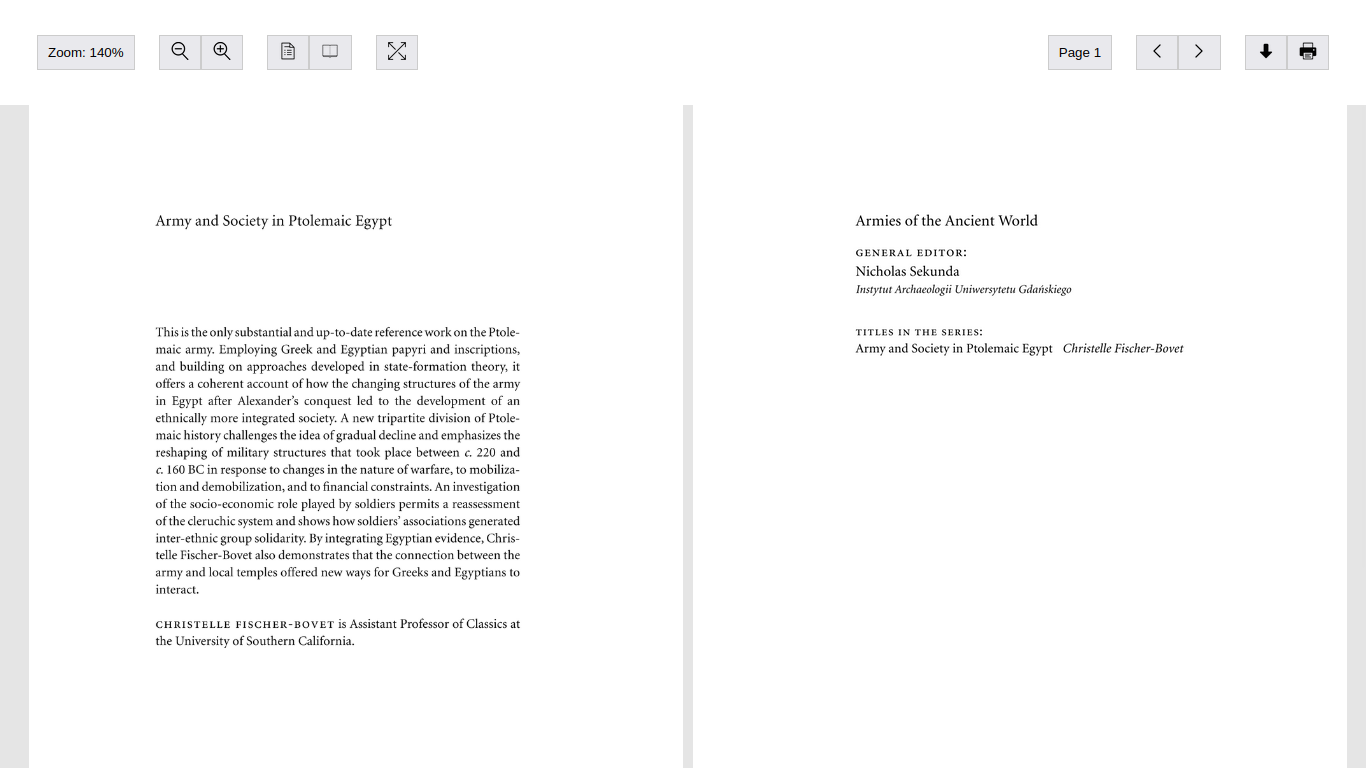 Zoom: 140%
Page 1
Army and Society in Ptolemaic Egypt
This is the only substantial and up-to-date reference work on the Ptole-
maic army. Employing Greek and Egyptian papyri and inscriptions,
and building on approaches developed in state-formation theory, it
offers a coherent account of how the changing structures of the army
in Egypt after Alexander’s conquest led to the development of an
ethnically more integrated society. A new tripartite division of Ptole-
maic history challenges the idea of gradual decline and emphasizes the
reshaping of military structures that took place between c. 220 and
c. 160 BC in response to changes in the nature of warfare, to mobiliza-
tion and demobilization, and to financial constraints. An investigation
of the socio-economic role played by soldiers permits a reassessment
of the cleruchic system and shows how soldiers’ associations generated
inter-ethnic group solidarity. By integrating Egyptian evidence, Chris-
telle Fischer-Bovet also demonstrates that the connection between the
army and local temples offered new ways for Greeks and Egyptians to
interact.
CHRISTELLE FISCHER-BOVET is Assistant Professor of Classics at
the University of Southern California.
Armies of the Ancient World
GENERAL EDITOR:
Nicholas Sekunda
Instytut Archaeologii Uniwersytetu Gdańskiego
TITLES IN THE SERIES:
Army and Society in Ptolemaic Egypt Christelle Fischer-Bovet